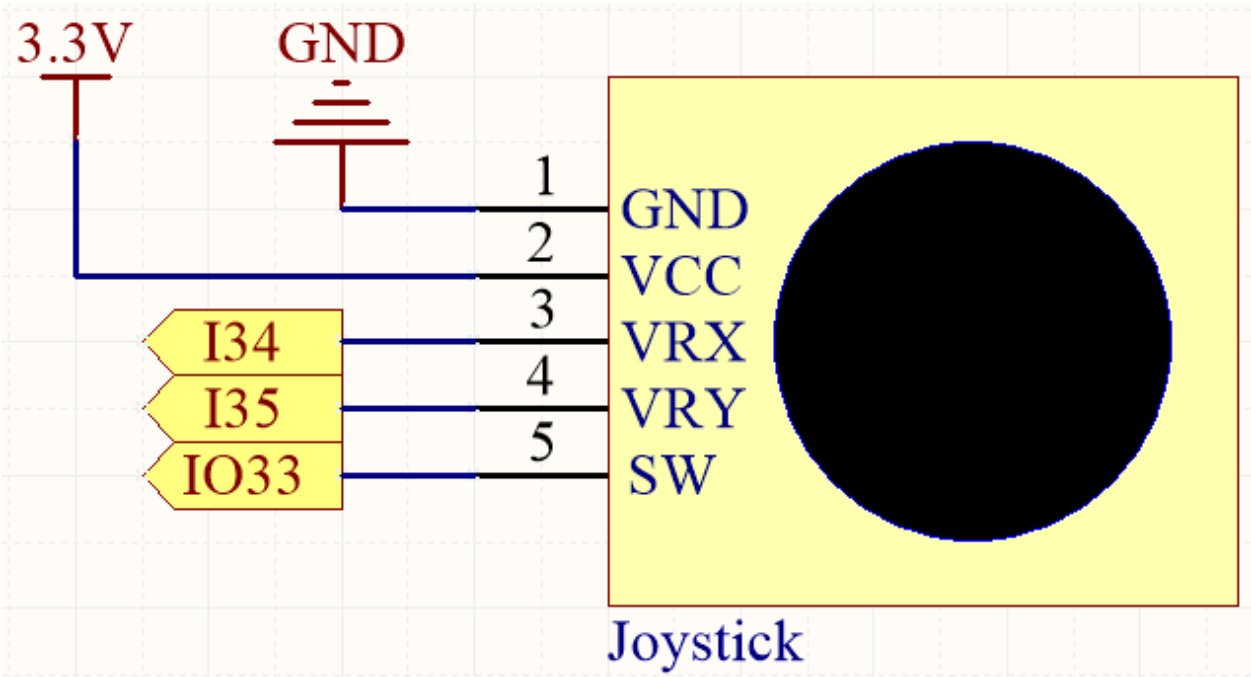 3.3V
GND
1
GND
2
VCC
3
I34
VRX
4
I35
VRY
5
IO33
SW
Joystick